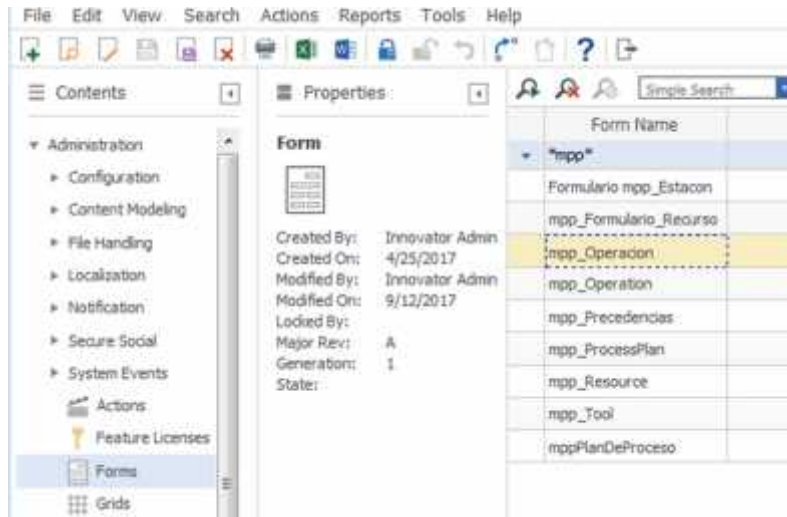 File Edit View Search Actions Reports Tools Help
Simple Search
Contents
Administration
Configuration
Content Modeling
File Handling
Localization
Notification
Secure Social
System Events
Actions
Feature Licenses
Forms
Grids
Properties
Form
Created By: Innovator Admin
Created On: 4/25/2017
Modified By: Innovator Admin
Modified On: 9/12/2017
Locked By:
Major Rev: A
Generation: 1
State:
Form Name
*mpp*
Formulario mpp_Estacon
mpp_Formulario_Recurso
mpp_Operacion
mpp_Operation
mpp_Precedencias
mpp_ProcessPlan
mpp_Resource
mpp_Tool
mppPlanDeProceso